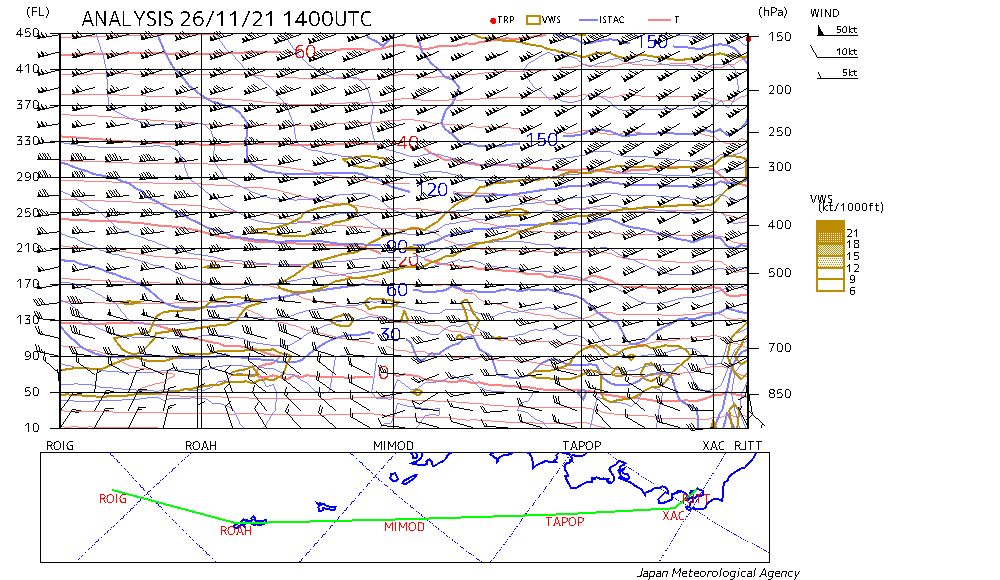 (FL) ANALYSIS 26/11/21 1400UTC TRP VWS ISTAC T (hPa) WIND
450 60 150 150 50kt
410 10kt
370 200 5kt
330 40 150 250
290 120 300
250 400
VWS
(kt/1000ft)
210 90 20 500
21
18
15
12
9
6
170 60
130 30 700
90 0
50 850
10
ROIG ROAH MIMOD TAPOP XAC RJTT
ROIG ROAH MIMOD TAPOP XAC RJTT
Japan Meteorological Agency